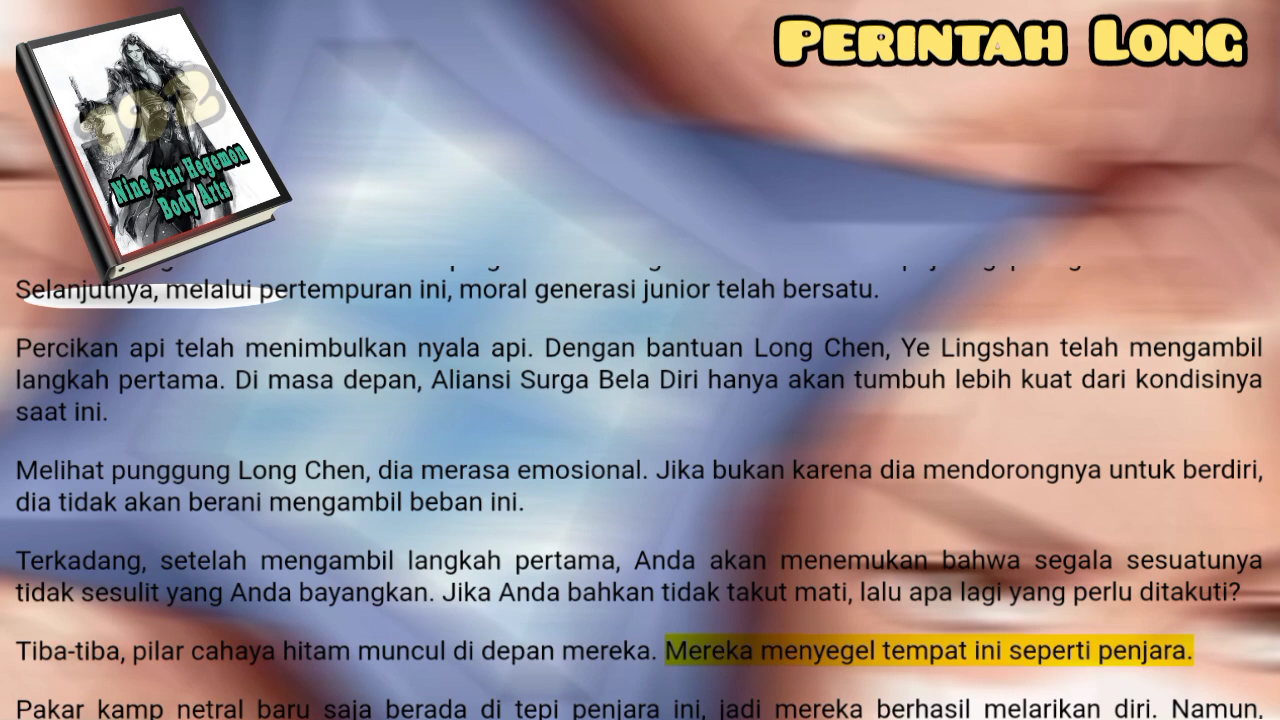 PERINTAH LONG
Nine Star Hegemon
Body Arts
Selanjutnya, melalui pertempuran ini, moral generasi junior telah bersatu.
Percikan api telah menimbulkan nyala api. Dengan bantuan Long Chen, Ye Lingshan telah mengambil
langkah pertama. Di masa depan, Aliansi Surga Bela Diri hanya akan tumbuh lebih kuat dari kondisinya
saat ini.
Melihat punggung Long Chen, dia merasa emosional. Jika bukan karena dia mendorongnya untuk berdiri,
dia tidak akan berani mengambil beban ini.
Terkadang, setelah mengambil langkah pertama, Anda akan menemukan bahwa segala sesuatunya
tidak sesulit yang Anda bayangkan. Jika Anda bahkan tidak takut mati, lalu apa lagi yang perlu ditakuti?
Tiba-tiba, pilar cahaya hitam muncul di depan mereka. Mereka menyegel tempat ini seperti penjara.
Pakar kamp netral baru saja berada di tepi penjara ini, jadi mereka berhasil melarikan diri. Namun,